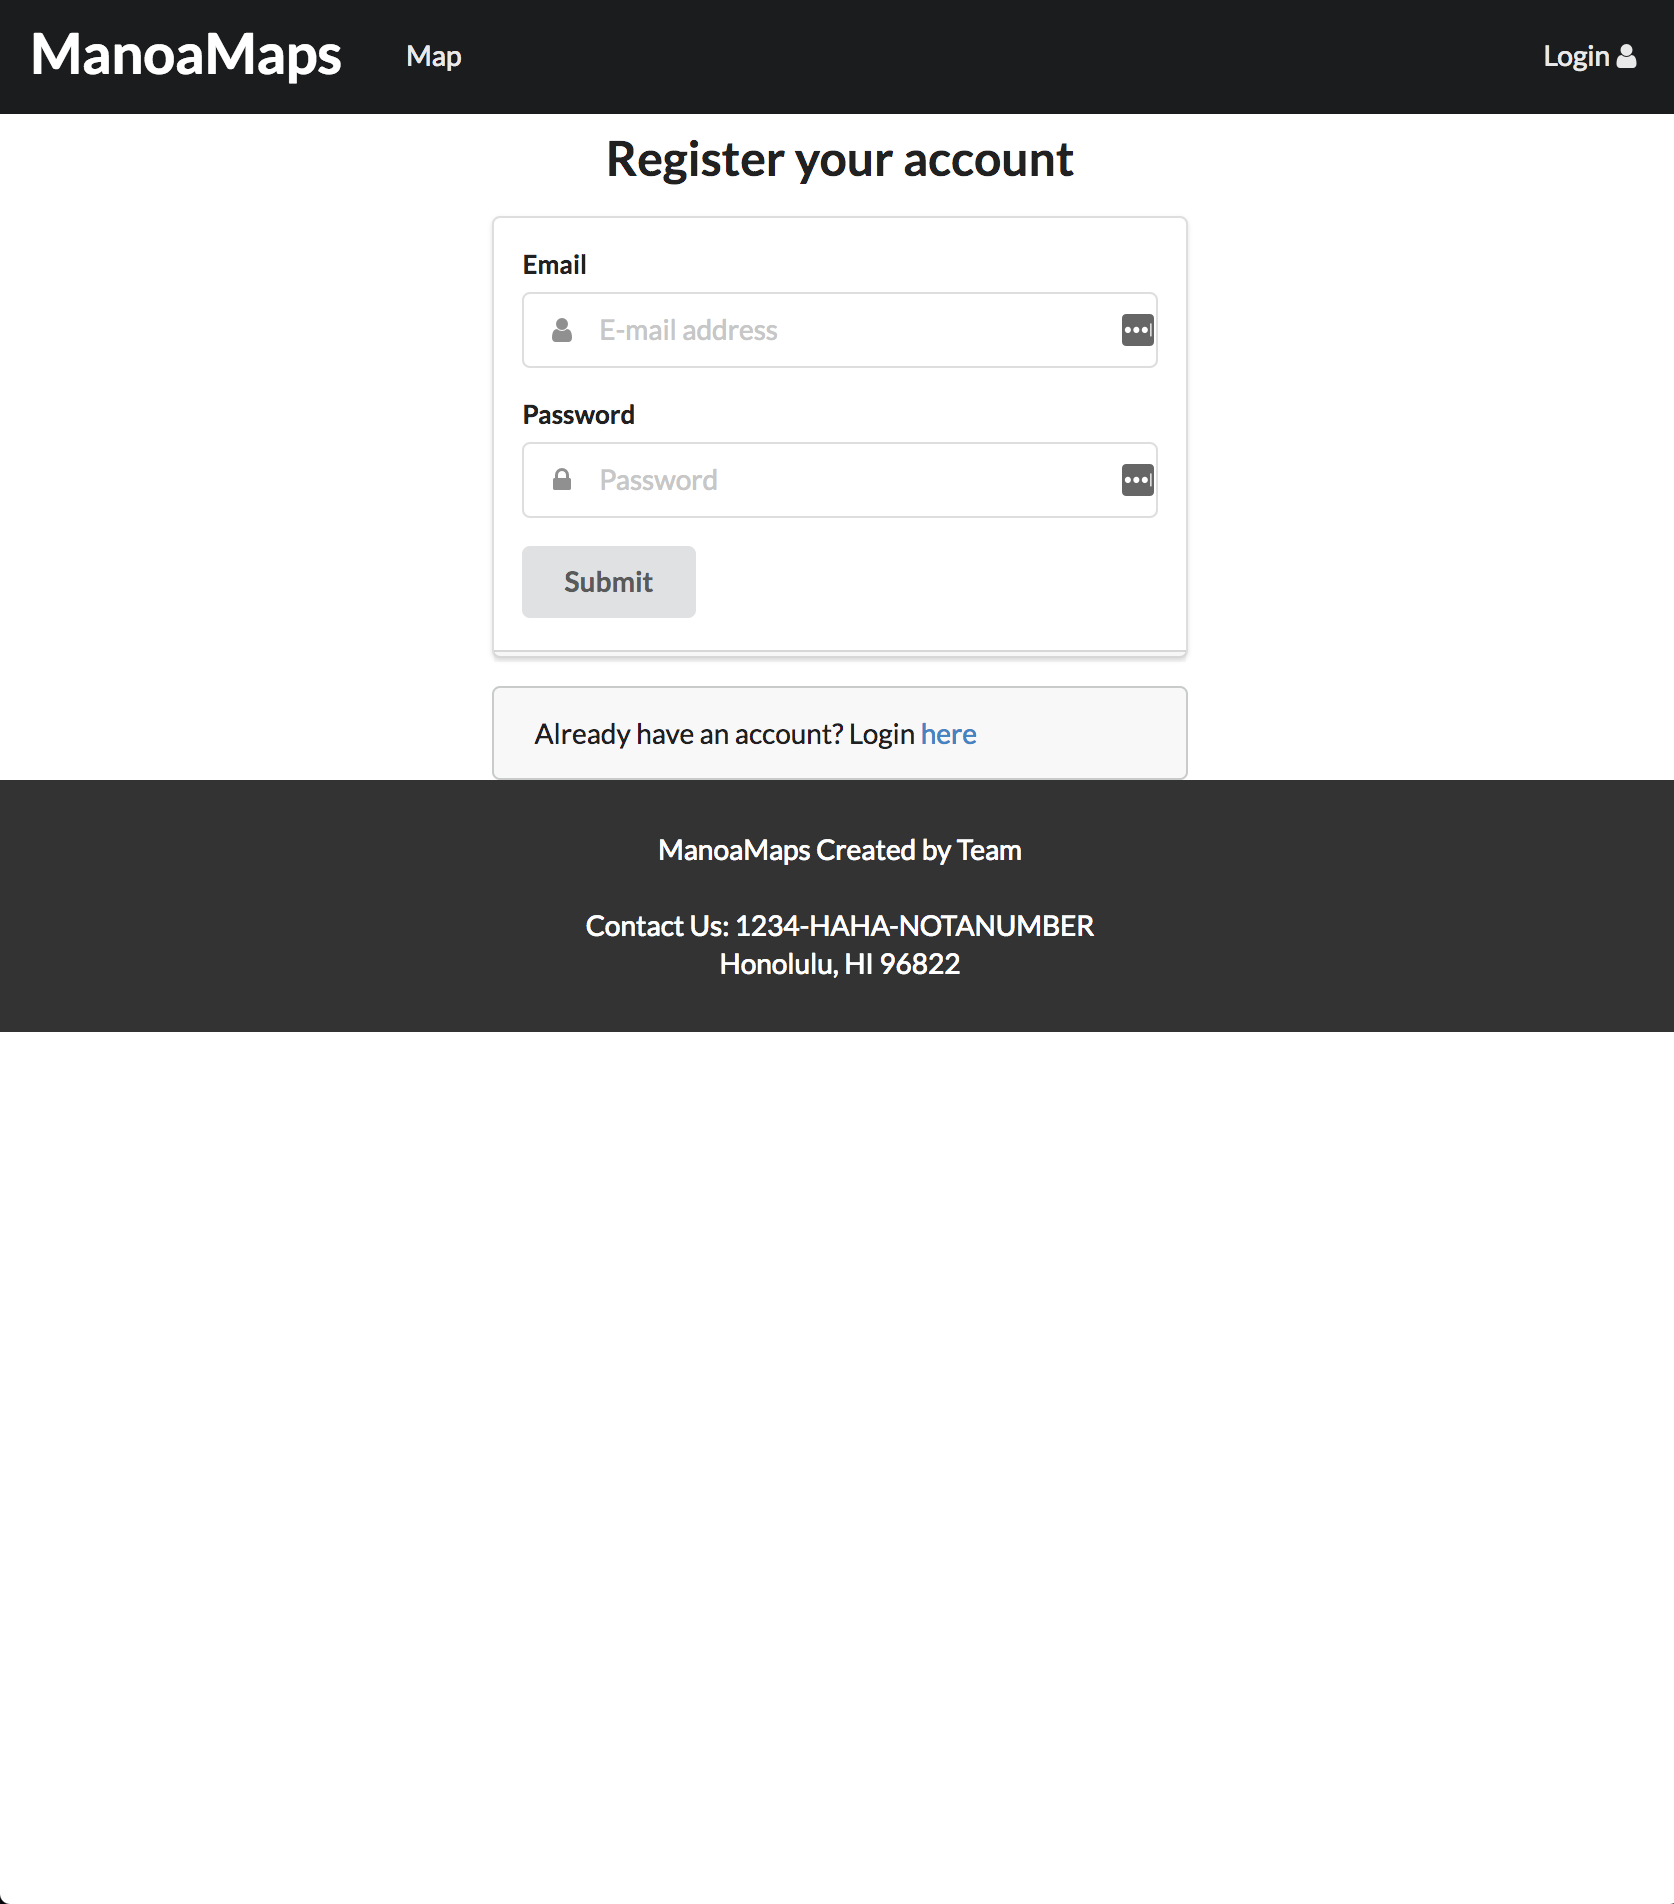 ManoaMaps Map Login
Register your account
Email
E-mail address
Password
Password
Submit
Already have an account? Login here
ManoaMaps Created by Team
Contact Us: 1234-HAHA-NOTANUMBER
Honolulu, HI 96822